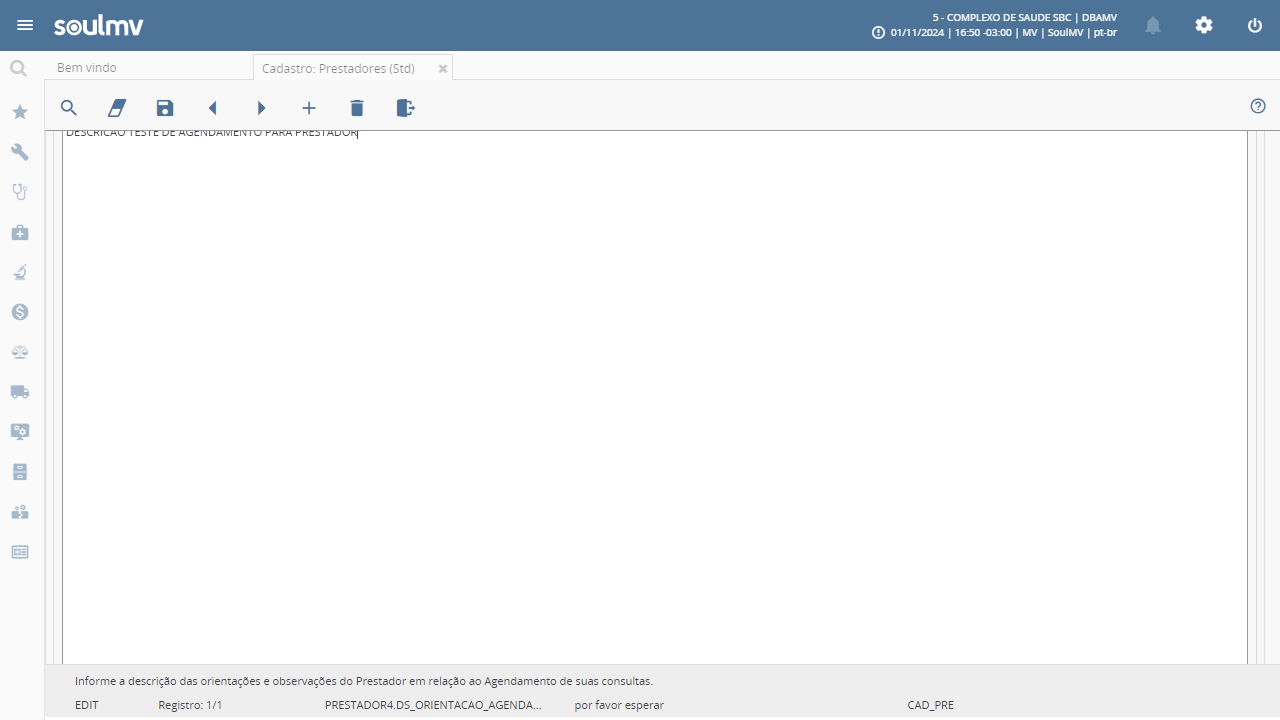 soulmv
5 - COMPLEXO DE SAUDE SBC | DBAMV
01/11/2024 | 16:50 -03:00 | MV | SoulMV | pt-br
Bem vindo
Cadastro: Prestadores (Std)
DESCRICAO TESTE DE AGENDAMENTO PARA PRESTADOR
Informe a descrição das orientações e observações do Prestador em relação ao Agendamento de suas consultas.
EDIT Registro: 1/1 PRESTADOR4.DS_ORIENTACAO_AGENDA... por favor esperar CAD_PRE